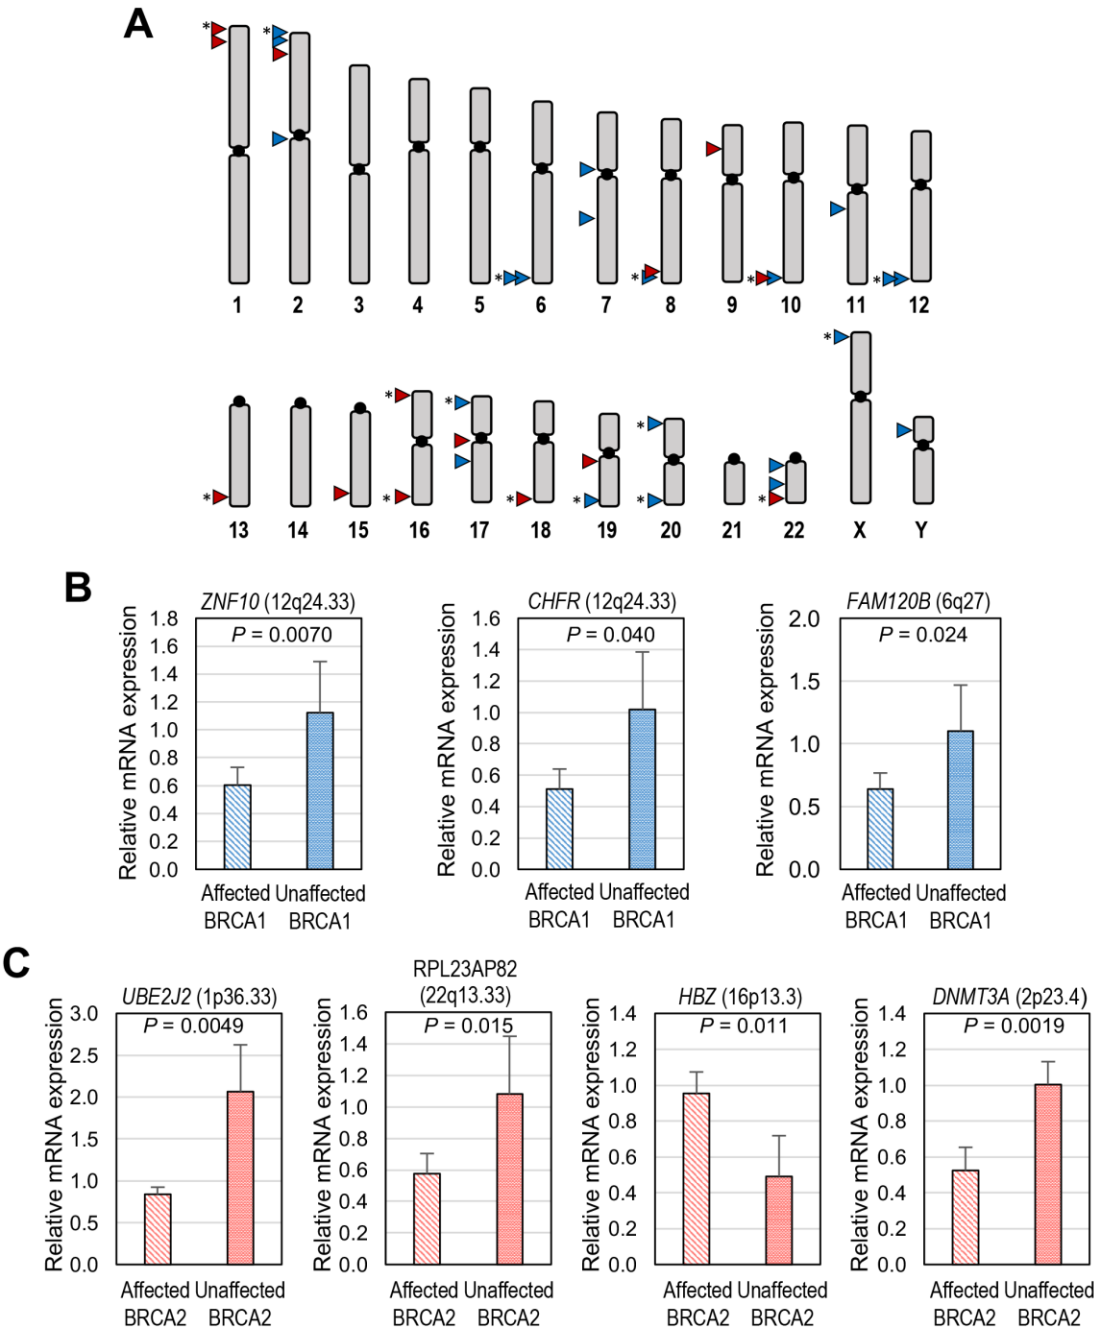 A
* *
* * * *
1 2 3 4 5 6 7 8 9 10 11 12
*
* * *
*
* * * * * * *
13 14 15 16 17 18 19 20 21 22 X Y
B
ZNF10 (12q24.33)
P = 0.0070
Relative mRNA expression
1.8
1.6
1.4
1.2
1.0
0.8
0.6
0.4
0.2
0.0
Affected Unaffected
BRCA1 BRCA1
CHFR (12q24.33)
P = 0.040
Relative mRNA expression
1.6
1.4
1.2
1.0
0.8
0.6
0.4
0.2
0.0
Affected Unaffected
BRCA1 BRCA1
FAM120B (6q27)
P = 0.024
Relative mRNA expression
2.0
1.5
1.0
0.5
0.0
Affected Unaffected
BRCA1 BRCA1
C
UBE2J2 (1p36.33)
P = 0.0049
Relative mRNA expression
3.0
2.5
2.0
1.5
1.0
0.5
0.0
Affected Unaffected
BRCA2 BRCA2
RPL23AP82
(22q13.33)
P = 0.015
Relative mRNA expression
1.6
1.4
1.2
1.0
0.8
0.6
0.4
0.2
0.0
Affected Unaffected
BRCA2 BRCA2
HBZ (16p13.3)
P = 0.011
Relative mRNA expression
1.4
1.2
1.0
0.8
0.6
0.4
0.2
0.0
Affected Unaffected
BRCA2 BRCA2
DNMT3A (2p23.4)
P = 0.0019
Relative mRNA expression
1.4
1.2
1.0
0.8
0.6
0.4
0.2
0.0
Affected Unaffected
BRCA2 BRCA2